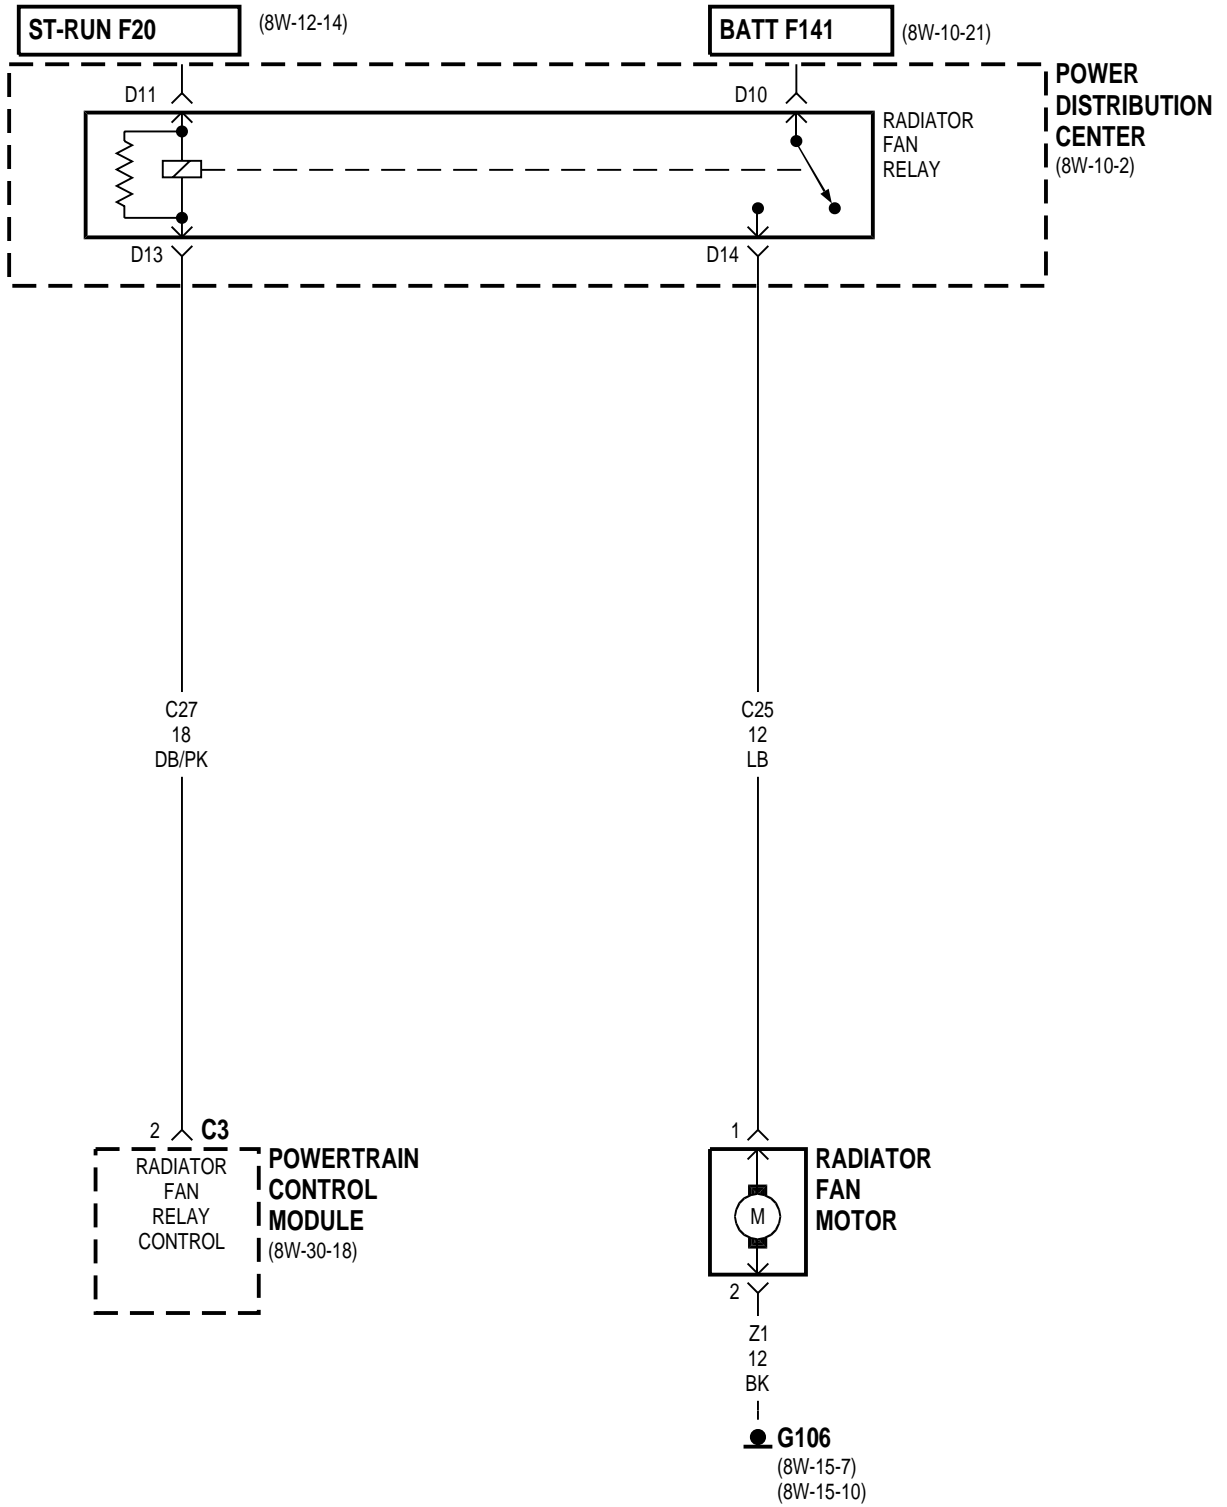 ST-RUN F20
(8W-12-14)
BATT F141
(8W-10-21)
POWER
DISTRIBUTION
CENTER
(8W-10-2)
D11
D10
RADIATOR
FAN
RELAY
D13
D14
C27
18
DB/PK
C25
12
LB
2
C3
RADIATOR
FAN
RELAY
CONTROL
POWERTRAIN
CONTROL
MODULE
(8W-30-18)
1
RADIATOR
FAN
MOTOR
M
2
Z1
12
BK
G106
(8W-15-7)
(8W-15-10)